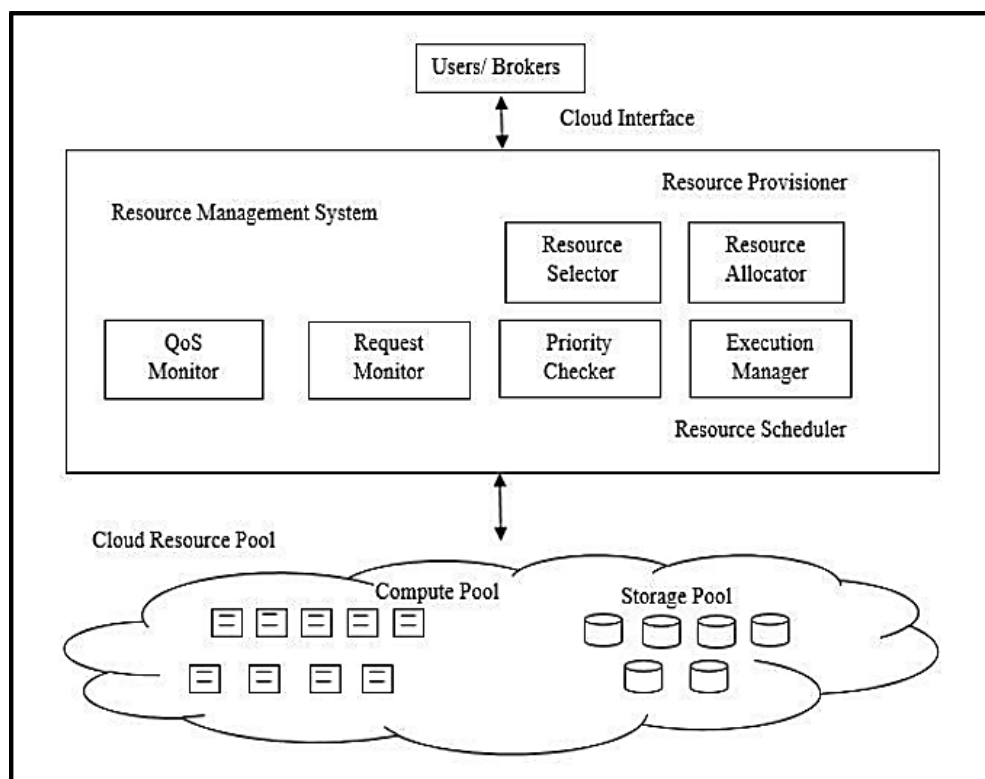 Users/ Brokers
Cloud Interface
Resource Provisioner
Resource Management System
Resource
Selector
Resource
Allocator
QoS
Monitor
Request
Monitor
Priority
Checker
Execution
Manager
Resource Scheduler
Cloud Resource Pool
Compute Pool
Storage Pool